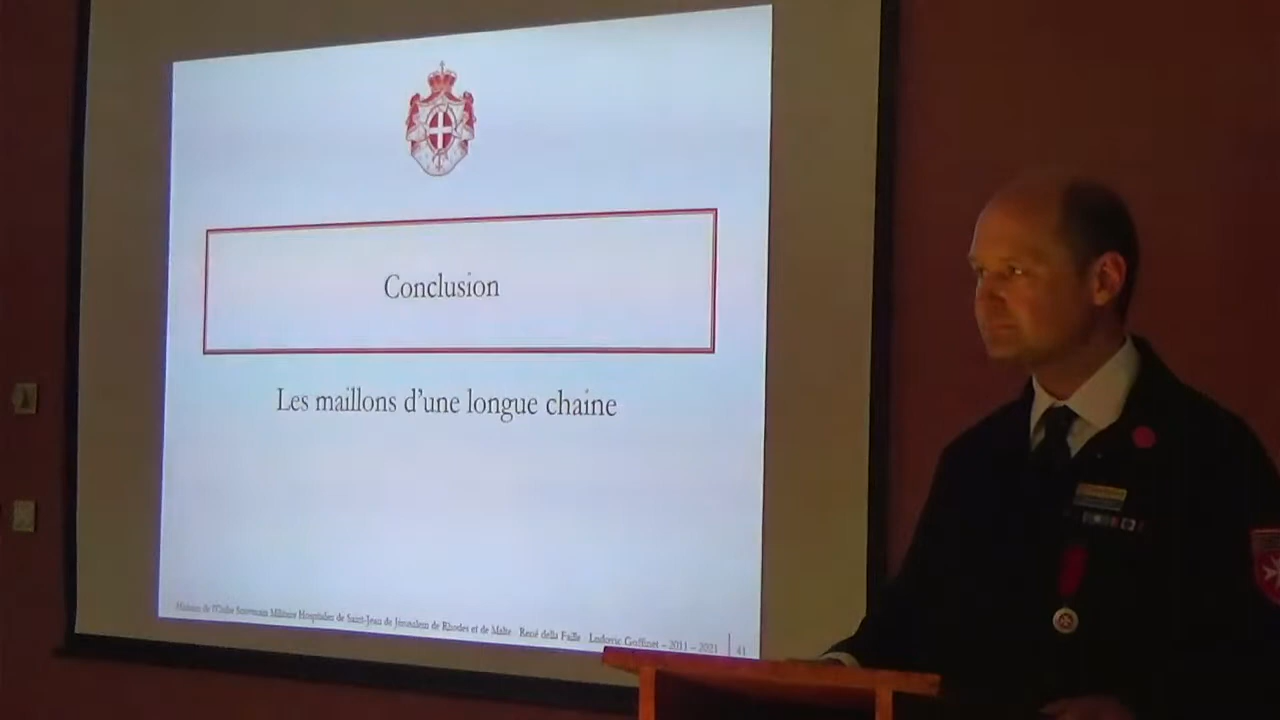 Conclusion
Les maillons d'une longue chaine
Histoire de l'Ordre Souverain Militaire Hospitalier de Saint-Jean de Jérusalem de Rhodes et de Malte René della Faille Ludovic Goffinet – 2011 – 2021 41